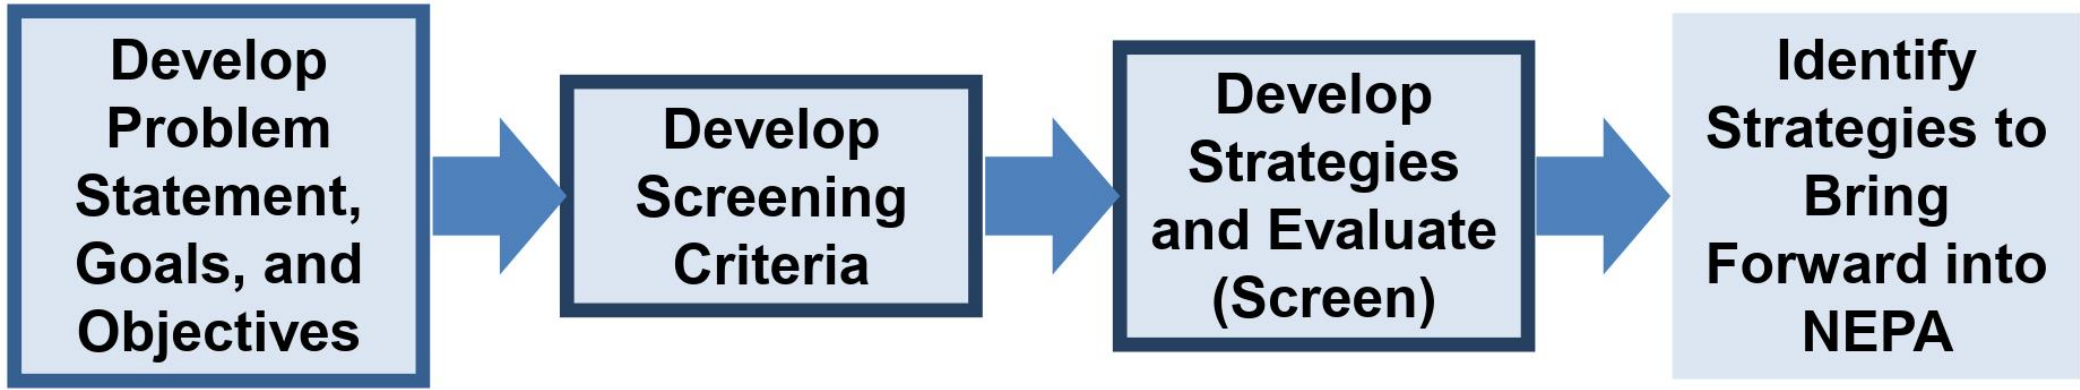 Develop
Problem
Statement,
Goals, and
Objectives
Develop
Screening
Criteria
Develop
Strategies
and Evaluate
(Screen)
Identify
Strategies to
Bring
Forward into
NEPA